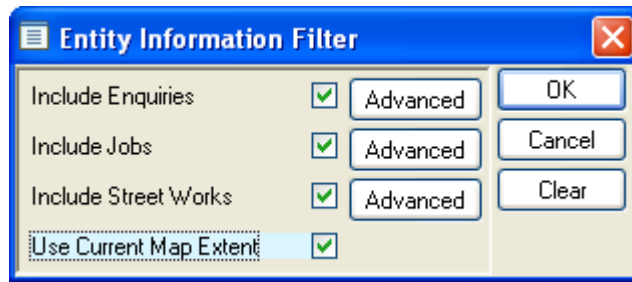 Entity Information Filter
Include Enquiries Advanced OK
Include Jobs Advanced Cancel
Include Street Works Advanced Clear
Use Current Map Extent